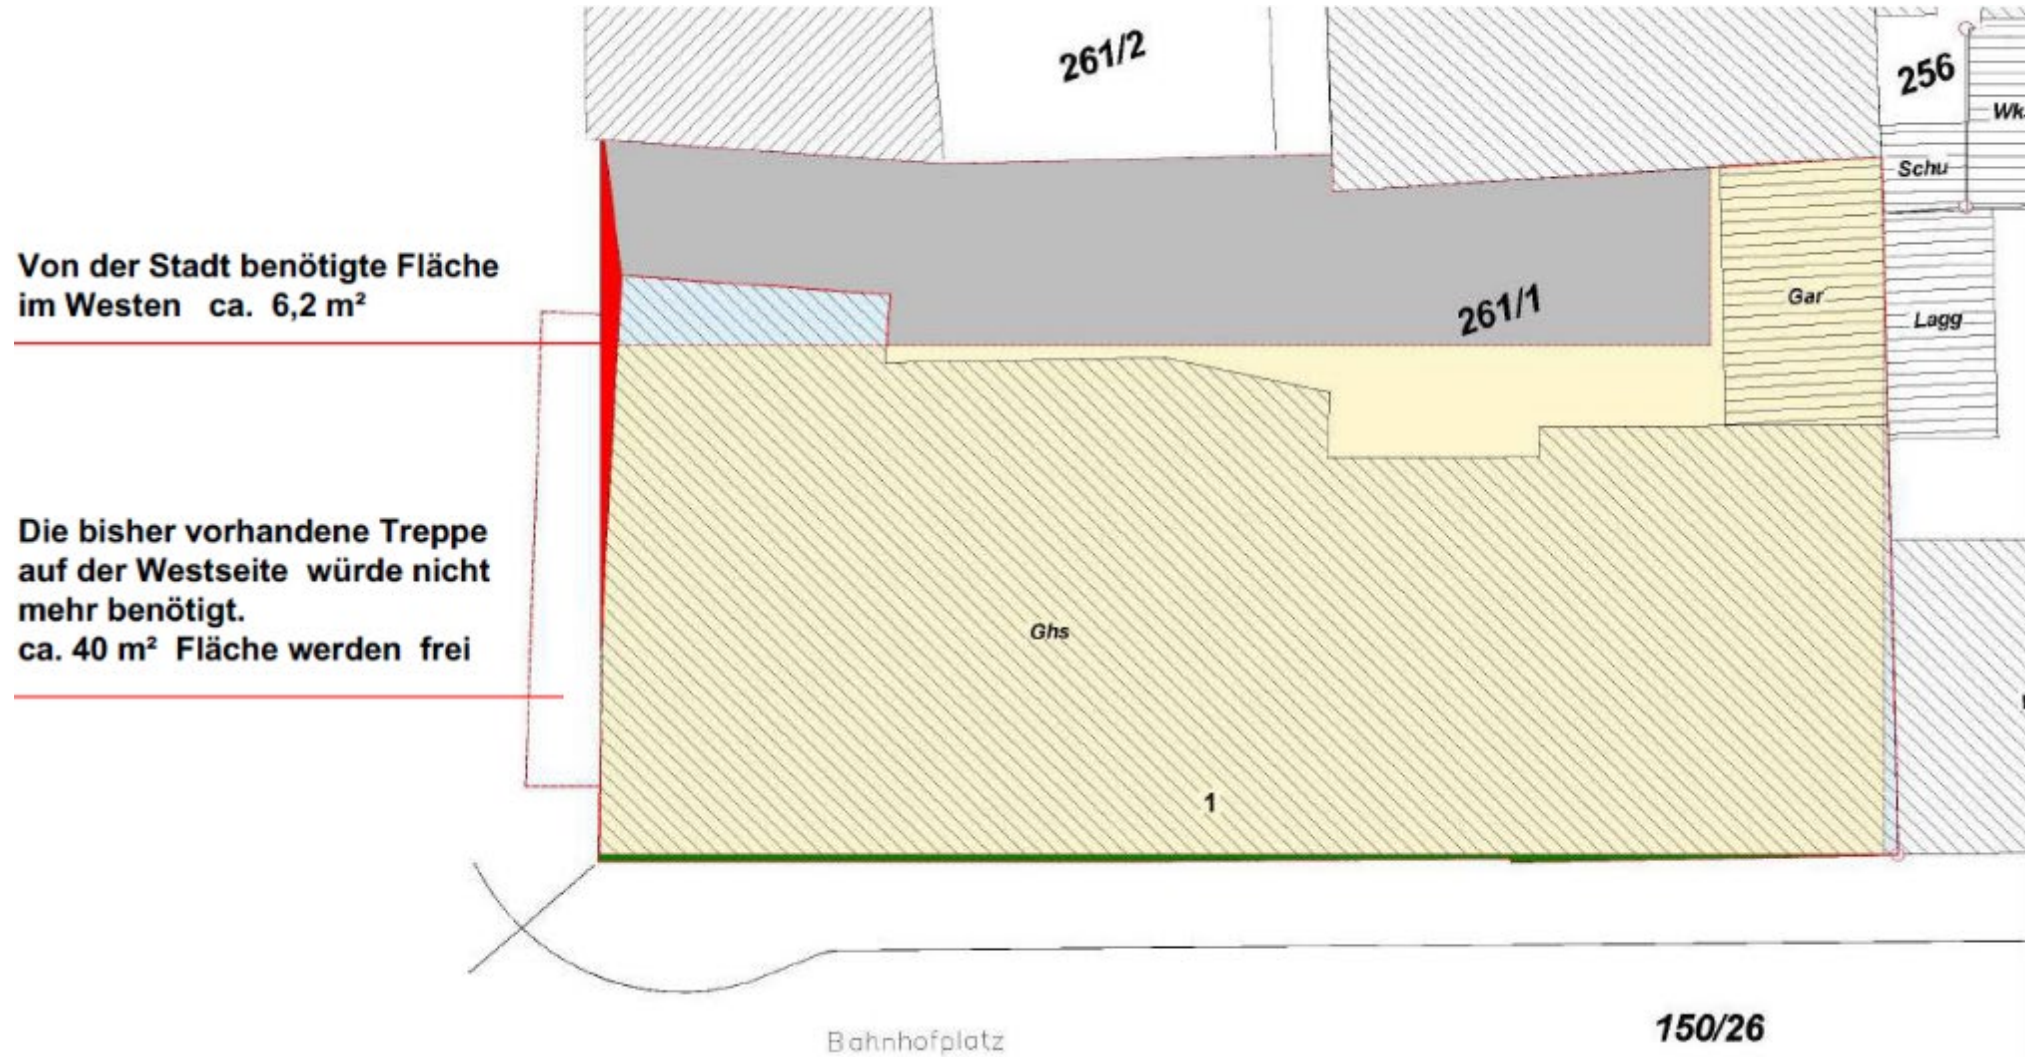 261/2
256
Wk
Schu
Von der Stadt benötigte Fläche
im Westen ca. 6,2 m²
261/1
Gar
Lagg
Die bisher vorhandene Treppe
auf der Westseite würde nicht
mehr benötigt.
ca. 40 m² Fläche werden frei
Ghs
1
Bahnhofplatz
150/26